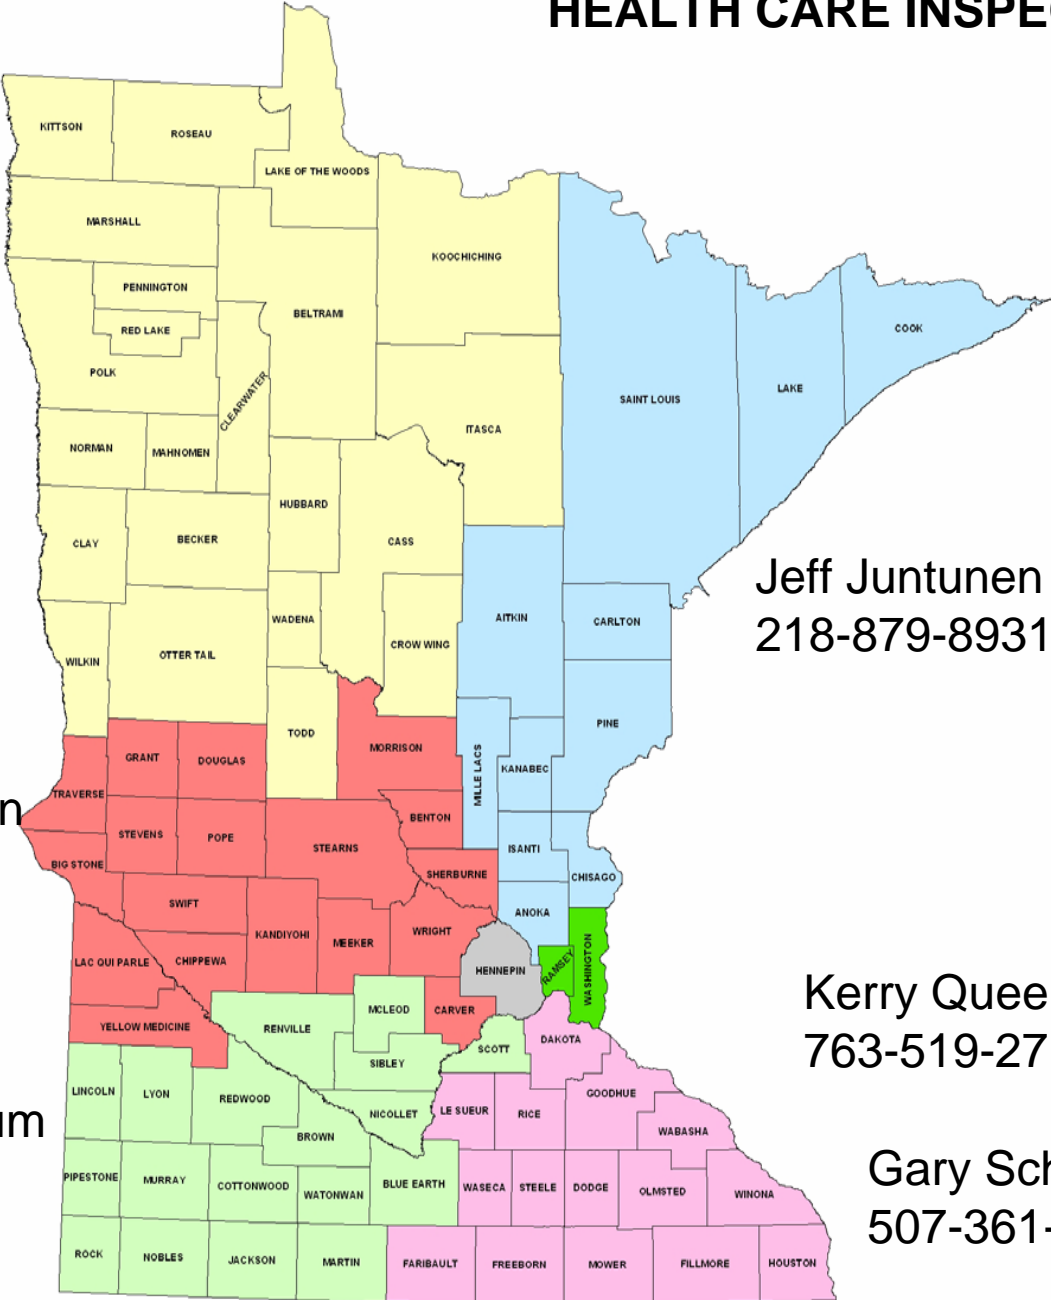 HEALTH CARE INSPE
KITTSON
ROSEAU
LAKE OF THE WOODS
MARSHALL
KOOCHICHING
PENNINGTON
BELTRAMI
RED LAKE
COOK
POLK
CLEARWATER
SAINT LOUIS
LAKE
ITASCA
NORMAN
MAHNOMEN
HUBBARD
CLAY
BECKER
CASS
Jeff Juntunen
218-879-8931
AITKIN
CARLTON
WADENA
CROW WING
OTTER TAIL
WILKIN
PINE
TODD
MORRISON
GRANT
DOUGLAS
MILLE LACS
KANABEC
TRAVERSE
n
BENTON
STEVENS
POPE
STEARNS
ISANTI
BIG STONE
SHERBURNE
CHISAGO
SWIFT
ANOKA
KANDIYOHI
MEEKER
WRIGHT
LAC QUI PARLE
CHIPPEWA
HENNEPIN
RAMSEY
WASHINGTON
Kerry Quee
763-519-27
MCLEOD
CARVER
YELLOW MEDICINE
RENVILLE
DAKOTA
SCOTT
SIBLEY
LINCOLN
LYON
REDWOOD
GOODHUE
NICOLLET
LE SUEUR
RICE
um
BROWN
WABASHA
Gary Sch
507-361-
PIPESTONE
MURRAY
COTTONWOOD
WATONWAN
BLUE EARTH
WASECA
STEELE
DODGE
OLMSTED
WINONA
ROCK
NOBLES
JACKSON
MARTIN
FARIBAULT
FREEBORN
MOWER
FILLMORE
HOUSTON